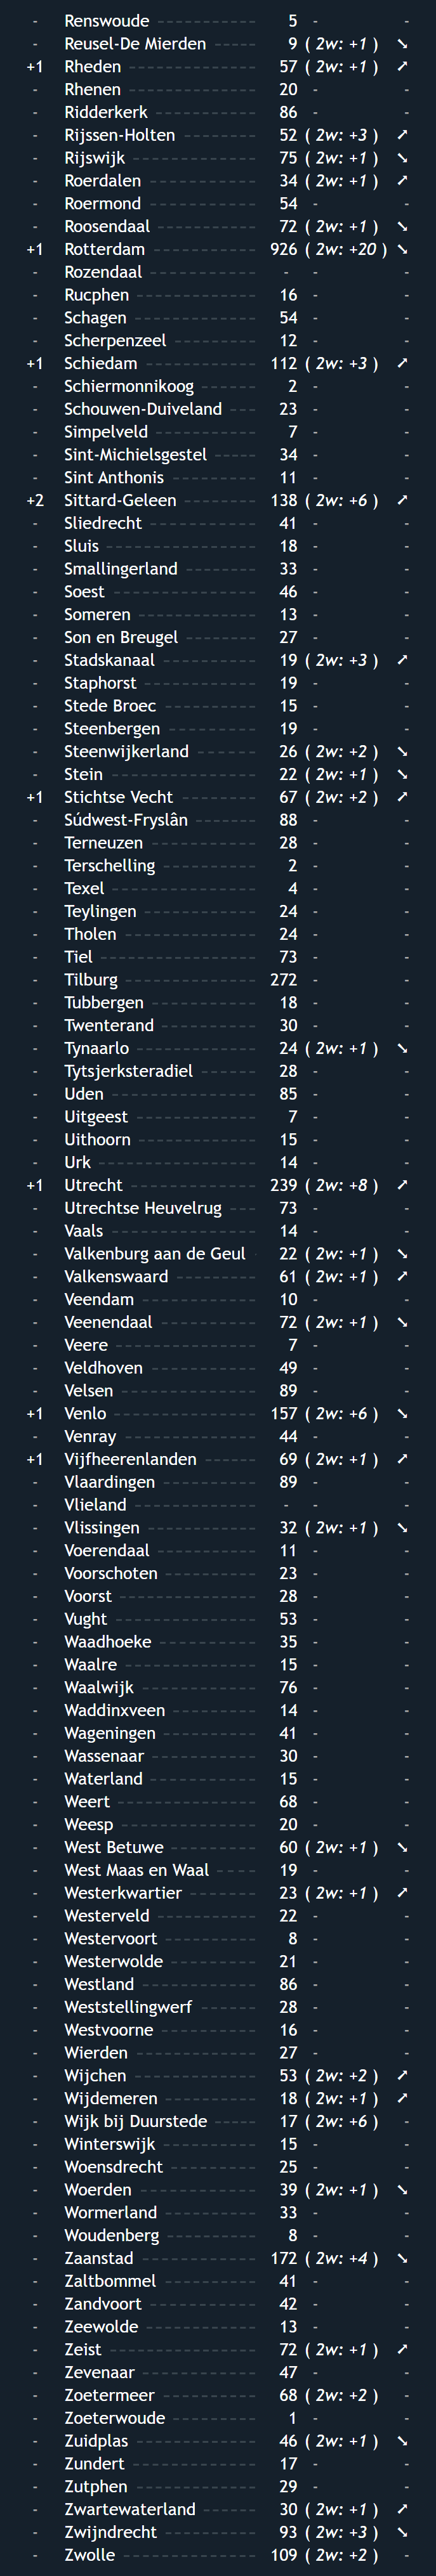 - Renswoude ------------- 5 - -
- Reusel-De Mierden ------- 9 ( 2w: +1 ) ➘
+1 Rheden ----------------- 57 ( 2w: +1 ) ➚
- Rhenen ----------------- 20 - -
- Ridderkerk -------------- 86 - -
- Rijssen-Holten ----------- 52 ( 2w: +3 ) ➚
- Rijswijk ---------------- 75 ( 2w: +1 ) ➘
- Roerdalen -------------- 34 ( 2w: +1 ) ➚
- Roermond -------------- 54 - -
- Roosendaal ------------- 72 ( 2w: +1 ) ➘
+1 Rotterdam -------------- 926 ( 2w: +20 ) ➘
- Rozendaal -------------- - - -
- Rucphen --------------- 16 - -
- Schagen ---------------- 54 - -
- Scherpenzeel ----------- 12 - -
+1 Schiedam --------------- 112 ( 2w: +3 ) ➚
- Schiermonnikoog -------- 2 - -
- Schouwen-Duiveland ---- 23 - -
- Simpelveld ------------- 7 - -
- Sint-Michielsgestel ------ 34 - -
- Sint Anthonis ----------- 11 - -
+2 Sittard-Geleen ---------- 138 ( 2w: +6 ) ➚
- Sliedrecht -------------- 41 - -
- Sluis ------------------- 18 - -
- Smallingerland --------- 33 - -
- Soest ------------------ 46 - -
- Someren --------------- 13 - -
- Son en Breugel ---------- 27 - -
- Stadskanaal ------------ 19 ( 2w: +3 ) ➚
- Staphorst -------------- 19 - -
- Stede Broec ------------ 15 - -
- Steenbergen ------------ 19 - -
- Steenwijkerland -------- 26 ( 2w: +2 ) ➘
- Stein ------------------ 22 ( 2w: +1 ) ➘
+1 Stichtse Vecht ---------- 67 ( 2w: +2 ) ➚
- Súdwest-Fryslân -------- 88 - -
- Terneuzen ------------- 28 - -
- Terschelling ------------ 2 - -
- Texel ------------------ 4 - -
- Teylingen -------------- 24 - -
- Tholen ---------------- 24 - -
- Tiel -------------------- 73 - -
- Tilburg ---------------- 272 - -
- Tubbergen ------------- 18 - -
- Twenterand ------------ 30 - -
- Tynaarlo --------------- 24 ( 2w: +1 ) ➘
- Tytsjerksteradiel ------- 28 - -
- Uden ------------------ 85 - -
- Uitgeest --------------- 7 - -
- Uithoorn --------------- 15 - -
- Urk -------------------- 14 - -
+1 Utrecht ---------------- 239 ( 2w: +8 ) ➚
- Utrechtse Heuvelrug ---- 73 - -
- Vaals ------------------ 14 - -
- Valkenburg aan de Geul - 22 ( 2w: +1 ) ➘
- Valkenswaard ----------- 61 ( 2w: +1 ) ➚
- Veendam --------------- 10 - -
- Veenendaal ------------ 72 ( 2w: +1 ) ➘
- Veere ----------------- 7 - -
- Veldhoven ------------- 49 - -
- Velsen ----------------- 89 - -
+1 Venlo ----------------- 157 ( 2w: +6 ) ➘
- Venray ---------------- 44 - -
+1 Vijfheerenlanden ------- 69 ( 2w: +1 ) ➚
- Vlaardingen ------------ 89 - -
- Vlieland --------------- - - -
- Vlissingen ------------- 32 ( 2w: +1 ) ➘
- Voerendaal ------------ 11 - -
- Voorschoten ----------- 23 - -
- Voorst ----------------- 28 - -
- Vught ----------------- 53 - -
- Waadhoeke ------------ 35 - -
- Waalre ---------------- 15 - -
- Waalwijk --------------- 76 - -
- Waddinxveen ---------- 14 - -
- Wageningen ----------- 41 - -
- Wassenaar ------------- 30 - -
- Waterland ------------- 15 - -
- Weert ----------------- 68 - -
- Weesp ----------------- 20 - -
- West Betuwe ----------- 60 ( 2w: +1 ) ➘
- West Maas en Waal ----- 19 - -
- Westerkwartier --------- 23 ( 2w: +1 ) ➚
- Westerveld ------------ 22 - -
- Westervoort ----------- 8 - -
- Westerwolde ----------- 21 - -
- Westland -------------- 86 - -
- Weststellingwerf ------- 28 - -
- Westvoorne ------------ 16 - -
- Wierden --------------- 27 - -
- Wijchen --------------- 53 ( 2w: +2 ) ➚
- Wijdemeren ------------ 18 ( 2w: +1 ) ➚
- Wijk bij Duurstede ------ 17 ( 2w: +6 ) -
- Winterswijk ------------ 15 - -
- Woensdrecht ----------- 25 - -
- Woerden --------------- 39 ( 2w: +1 ) ➘
- Wormerland ------------ 33 - -
- Woudenberg ----------- 8 - -
- Zaanstad --------------- 172 ( 2w: +4 ) ➘
- Zaltbommel ------------ 41 - -
- Zandvoort ------------- 42 - -
- Zeewolde -------------- 13 - -
- Zeist ------------------ 72 ( 2w: +1 ) ➚
- Zevenaar -------------- 47 - -
- Zoetermeer ------------ 68 ( 2w: +2 ) -
- Zoeterwoude ----------- 1 - -
- Zuidplas --------------- 46 ( 2w: +1 ) ➘
- Zundert --------------- 17 - -
- Zutphen --------------- 29 - -
- Zwartewaterland ------- 30 ( 2w: +1 ) ➚
- Zwijndrecht ------------ 93 ( 2w: +3 ) ➘
- Zwolle ----------------- 109 ( 2w: +2 ) -